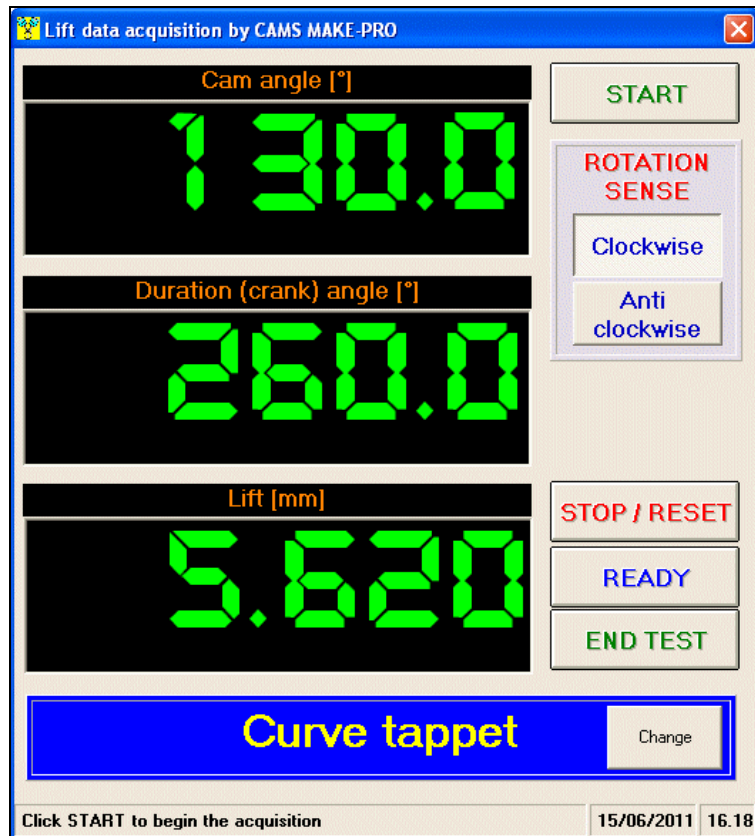 Lift data acquisition by CAMS MAKE-PRO
Cam angle [°]
130.0
START
ROTATION
SENSE
Clockwise
Anti
clockwise
Duration (crank) angle [°]
260.0
Lift [mm]
5.620
STOP / RESET
READY
END TEST
Curve tappet
Change
Click START to begin the acquisition
15/06/2011
16.18